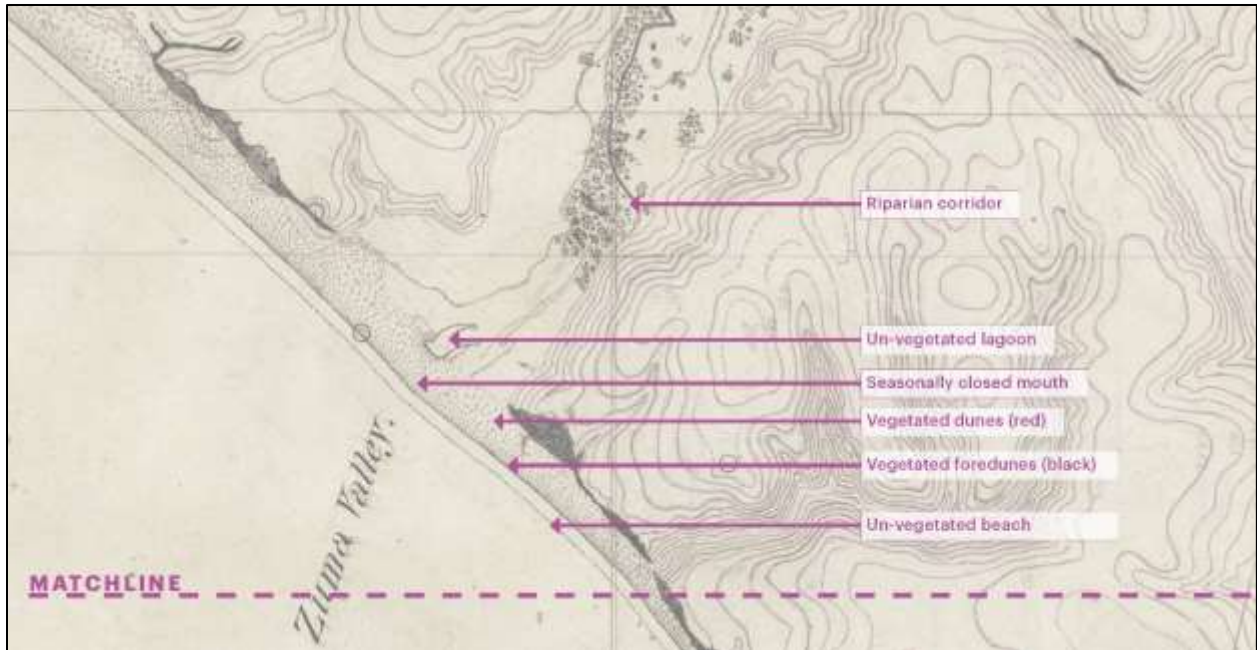 Riparian corridor
Un-vegetated lagoon
Seasonally closed mouth
Vegetated dunes (red)
Vegetated foredunes (black)
Un-vegetated beach
Zuma Valley.
MATCHLINE